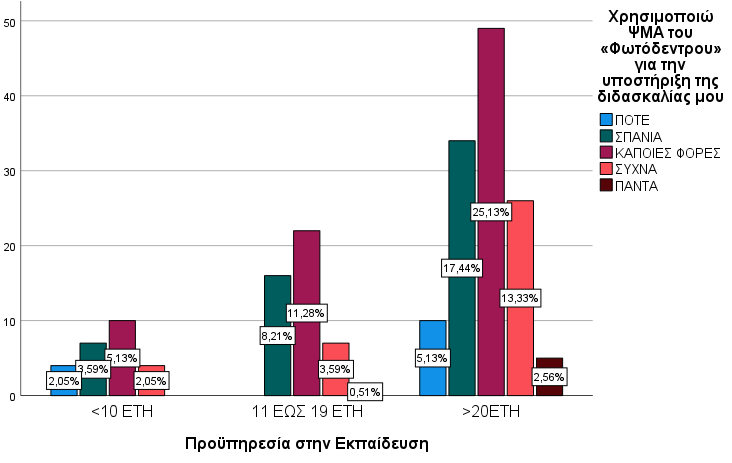 Χρησιμοποιώ
ΨΜΑ του
«Φωτόδεντρου»
για την
υποστήριξη της
διδασκαλίας μου
ΠΟΤΕ
ΣΠΑΝΙΑ
ΚΑΠΟΙΕΣ ΦΟΡΕΣ
ΣΥΧΝΑ
ΠΑΝΤΑ
50
40
30
20
10
0
2,05%
3,59%
5,13%
2,05%
8,21%
11,28%
3,59%
0,51%
5,13%
17,44%
25,13%
13,33%
2,56%
<10 ΕΤΗ
11 ΕΩΣ 19 ΕΤΗ
>20ΕΤΗ
Προϋπηρεσία στην Εκπαίδευση